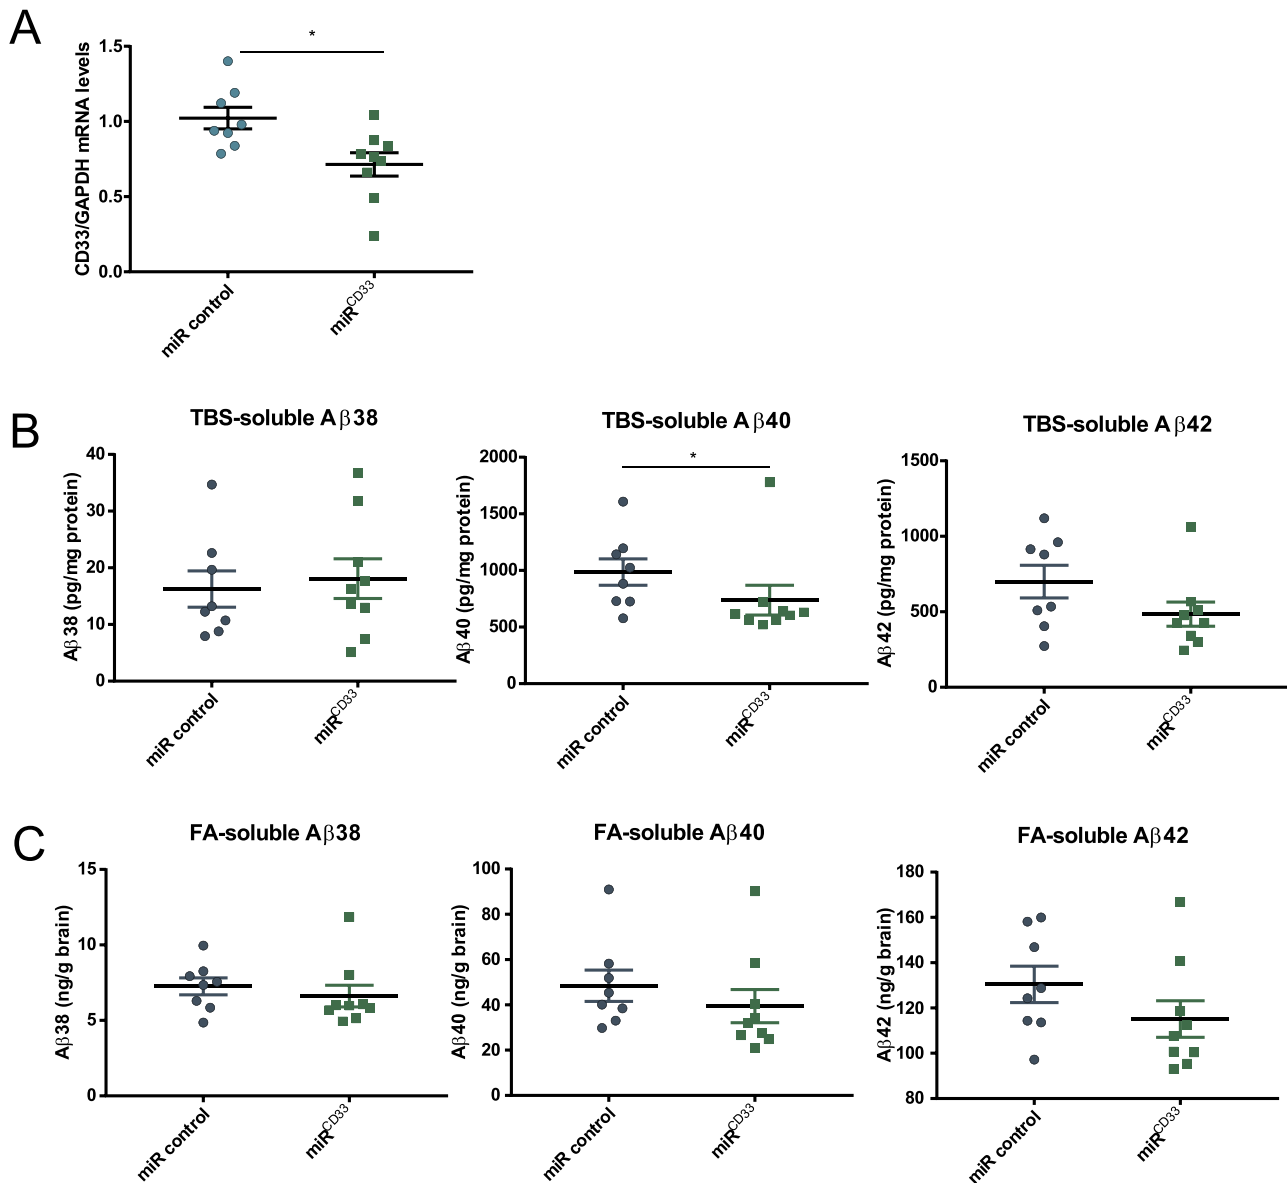 A
*
CD33/GAPDH mRNA levels
1.5
1.0
0.5
0.0
miR control
miRCD33
B
TBS-soluble Aβ38
Aβ38 (pg/mg protein)
40
30
20
10
0
miR control
miRCD33
TBS-soluble Aβ40
*
Aβ40 (pg/mg protein)
2000
1500
1000
500
0
miR control
miRCD33
TBS-soluble Aβ42
Aβ42 (pg/mg protein)
1500
1000
500
0
miR control
miRCD33
C
FA-soluble Aβ38
Aβ38 (ng/g brain)
15
10
5
0
miR control
miRCD33
FA-soluble Aβ40
Aβ40 (ng/g brain)
100
80
60
40
20
0
miR control
miRCD33
FA-soluble Aβ42
Aβ42 (ng/g brain)
180
160
140
120
100
80
miR control
miRCD33